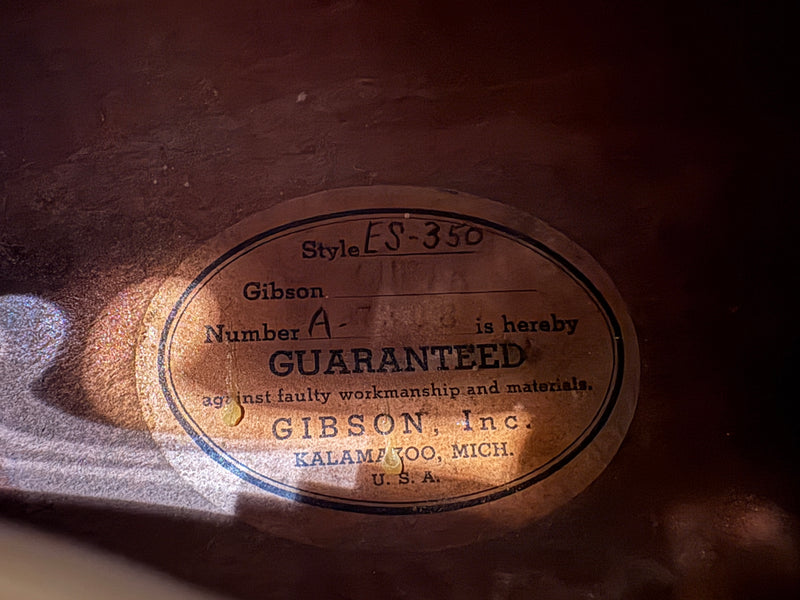 Style ES-350
Gibson
Number A- is hereby
GUARANTEED
against faulty workmanship and materials.
GIBSON, Inc.
KALAMAZOO, MICH.
U. S. A.